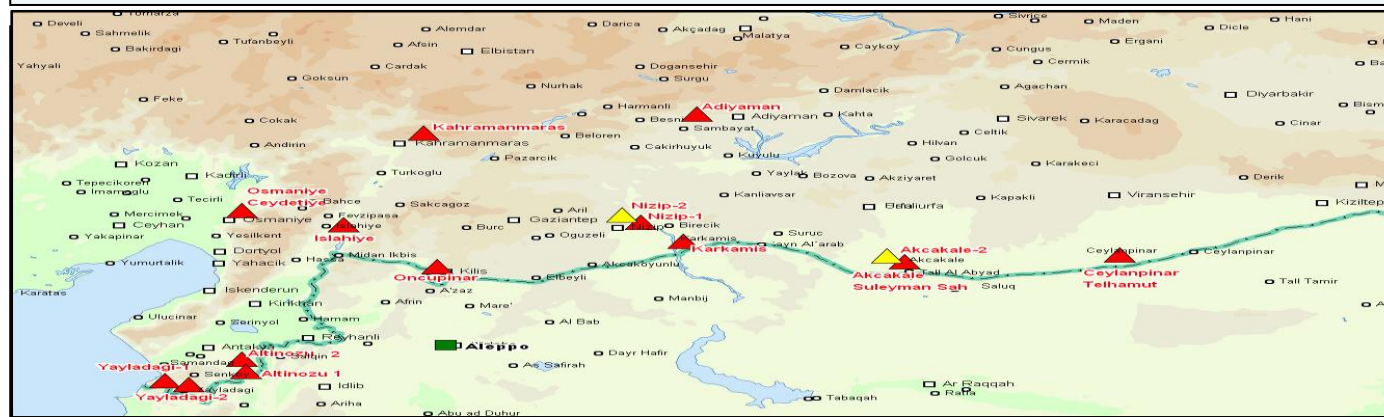 Develi
Tomarza
Sahmelik
Bakirdagi
Tufanbeyli
Alemdar
Afsin
Elbistan
Darica
Akçadag
Malatya
Caykoy
Sivrice
Maden
Ergani
Dicle
Hani
Yahyali
Goksun
Cardak
Nurhak
Dogansehir
Surgu
Damlacik
Cungus
Cermik
Agachan
Diyarbakir
Feke
Cokak
Andirin
Kahramanmaras
Kahramanmaras
Harmanli
Beloren
Adiyaman
Adiyaman
Sambayat
Kahta
Celtik
Sivarek
Karacadag
Cinar
Kozan
Kadirli
Turkoglu
Pazarcik
Cakirhuyuk
Kuyulu
Yaylak
Bozova
Hilvan
Golcuk
Karakeci
Akziyaret
Derik
Tepecikoren
Imamoglu
Tecirli
Osmaniye
Ceydetiye
Bahce
Sakcagoz
Aril
Nizip-2
Kanliavsar
Kapakli
Viransehir
Kiziltep
Mercimek
Ceyhan
Osmaniye
Fevzipasa
Islahiye
Islahiye
Burc
Gaziantep
Oguzeli
Nizip-1
Nizip
Birecik
Karkamis
Karkamis
Suruc
Yakapinar
Yesilkent
Dortyol
Yahacik
Hassa
Midan Ikbis
Oncupinar
Kilis
Elbeyli
Akcakoyunlu
Akcakale-2
Akcakale
Tall Al Abyad
Akcakale
Suleyman Sah
Saluq
Ceylanpinar
Ceylanpinar
Ceylanpinar
Telhamut
Tall Tamir
Yumurtalik
Karatas
Iskenderun
Kirikhan
Afrin
A'zaz
Mare'
Manbij
Ulucinar
Serinyol
Hamam
Reyhanli
Al Bab
Antakya
Samandag
Altinozu - 2
Salqin
Aleppo
Dayr Hafir
As Safirah
Yayladagi-1
Senkoy
Altinozu 1
Yayladagi
Yayladagi-2
Idlib
Ariha
Abu ad Duhur
Tabaqah
Ar Raqqah